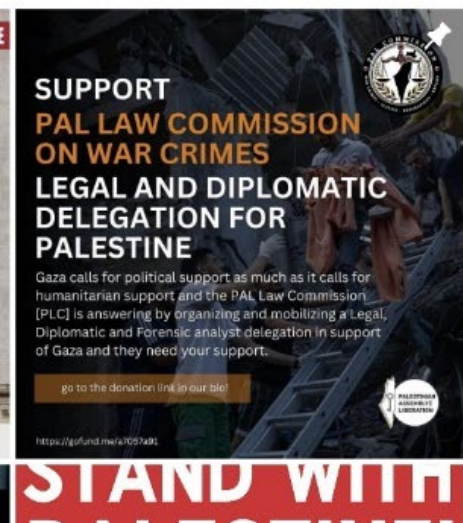 SUPPORT
PAL LAW COMMISSION
ON WAR CRIMES
LEGAL AND DIPLOMATIC
DELEGATION FOR
PALESTINE
Gaza calls for political support as much as it calls for
humanitarian support and the PAL Law Commission
[PLC] is answering by organizing and mobilizing a Legal,
Diplomatic and Forensic analyst delegation in support
of Gaza and they need your support.
go to the donation link in our bio!
PALESTINIAN
ASSEMBLY
LIBERATION
STAND WITH